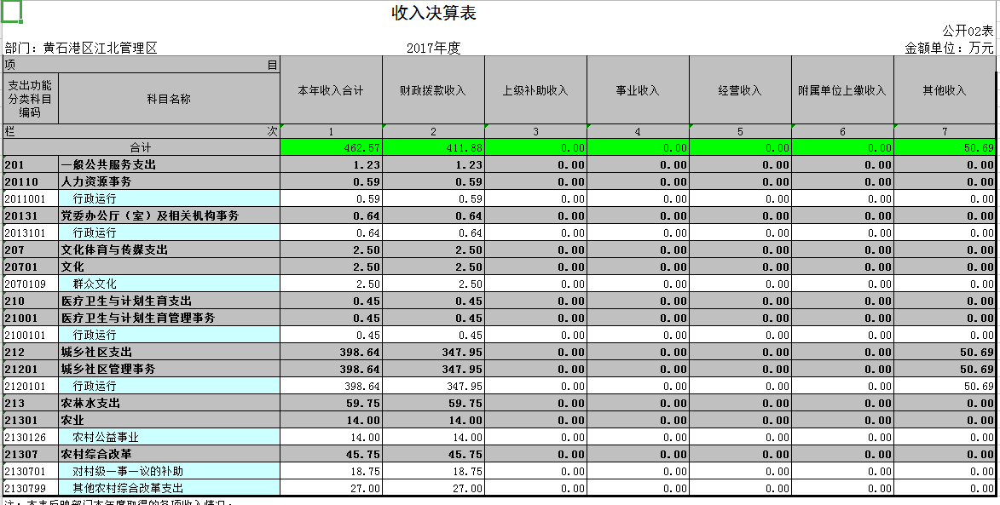 收入决算表
公开02表
部门：黄石港区江北管理区 2017年度 金额单位：万元
项 目 本年收入合计 财政拨款收入 上级补助收入 事业收入 经营收入 附属单位上缴收入 其他收入
支出功能分类科目编码 科目名称
栏 次 1 2 3 4 5 6 7
合计 462.57 411.88 0.00 0.00 0.00 0.00 50.69
201 一般公共服务支出 1.23 1.23 0.00 0.00 0.00 0.00 0.00
20110 人力资源事务 0.59 0.59 0.00 0.00 0.00 0.00 0.00
2011001 行政运行 0.59 0.59 0.00 0.00 0.00 0.00 0.00
20131 党委办公厅（室）及相关机构事务 0.64 0.64 0.00 0.00 0.00 0.00 0.00
2013101 行政运行 0.64 0.64 0.00 0.00 0.00 0.00 0.00
207 文化体育与传媒支出 2.50 2.50 0.00 0.00 0.00 0.00 0.00
20701 文化 2.50 2.50 0.00 0.00 0.00 0.00 0.00
2070109 群众文化 2.50 2.50 0.00 0.00 0.00 0.00 0.00
210 医疗卫生与计划生育支出 0.45 0.45 0.00 0.00 0.00 0.00 0.00
21001 医疗卫生与计划生育管理事务 0.45 0.45 0.00 0.00 0.00 0.00 0.00
2100101 行政运行 0.45 0.45 0.00 0.00 0.00 0.00 0.00
212 城乡社区支出 398.64 347.95 0.00 0.00 0.00 0.00 50.69
21201 城乡社区管理事务 398.64 347.95 0.00 0.00 0.00 0.00 50.69
2120101 行政运行 398.64 347.95 0.00 0.00 0.00 0.00 50.69
213 农林水支出 59.75 59.75 0.00 0.00 0.00 0.00 0.00
21301 农业 14.00 14.00 0.00 0.00 0.00 0.00 0.00
2130126 农村公益事业 14.00 14.00 0.00 0.00 0.00 0.00 0.00
21307 农村综合改革 45.75 45.75 0.00 0.00 0.00 0.00 0.00
2130701 对村级一事一议的补助 18.75 18.75 0.00 0.00 0.00 0.00 0.00
2130799 其他农村综合改革支出 27.00 27.00 0.00 0.00 0.00 0.00 0.00
注：本表反映部门本年度取得的各项收入情况。